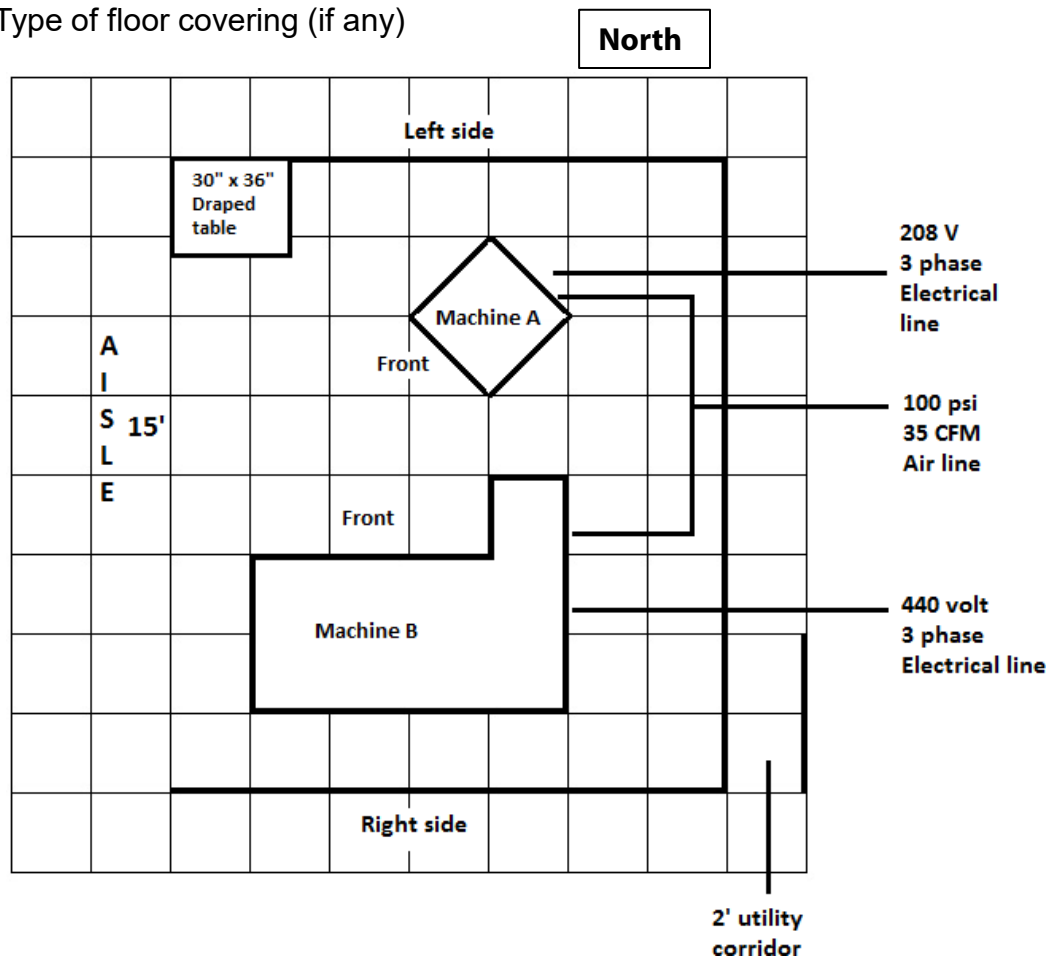 Type of floor covering (if any)
North
Left side
30" x 36"
Draped
table
208 V
3 phase
Electrical
line
Machine A
Front
A
I
S
L
E
15'
100 psi
35 CFM
Air line
Front
440 volt
3 phase
Electrical line
Machine B
Right side
2' utility
corridor